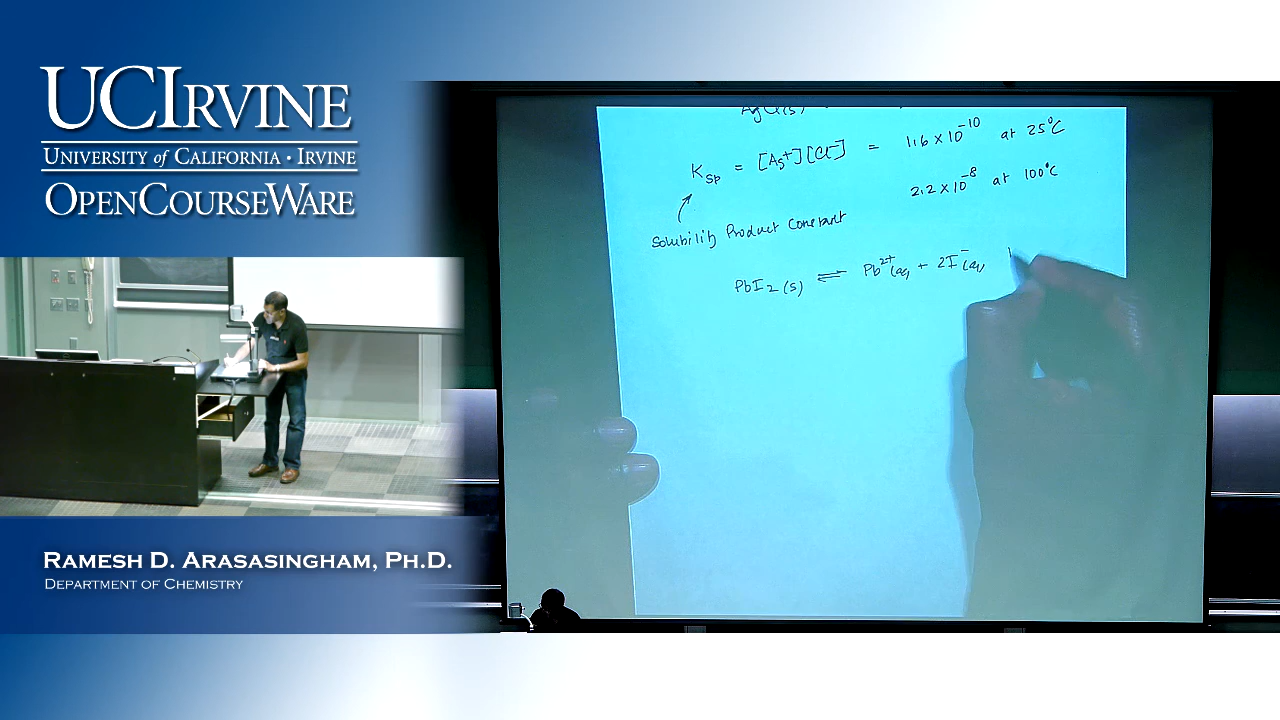 UCIRVINE
UNIVERSITY of CALIFORNIA · IRVINE
OPENCOURSEWARE
AgCl(s)
Ksp = [Ag+][Cl-] = 1.6 x 10^-10 at 25°C
2.2 x 10^-8 at 100°C
Solubility Product Constant
PbI2(s) ⇌ Pb2+(aq) + 2I-(aq)
RAMESH D. ARASASINGHAM, PH.D.
DEPARTMENT OF CHEMISTRY